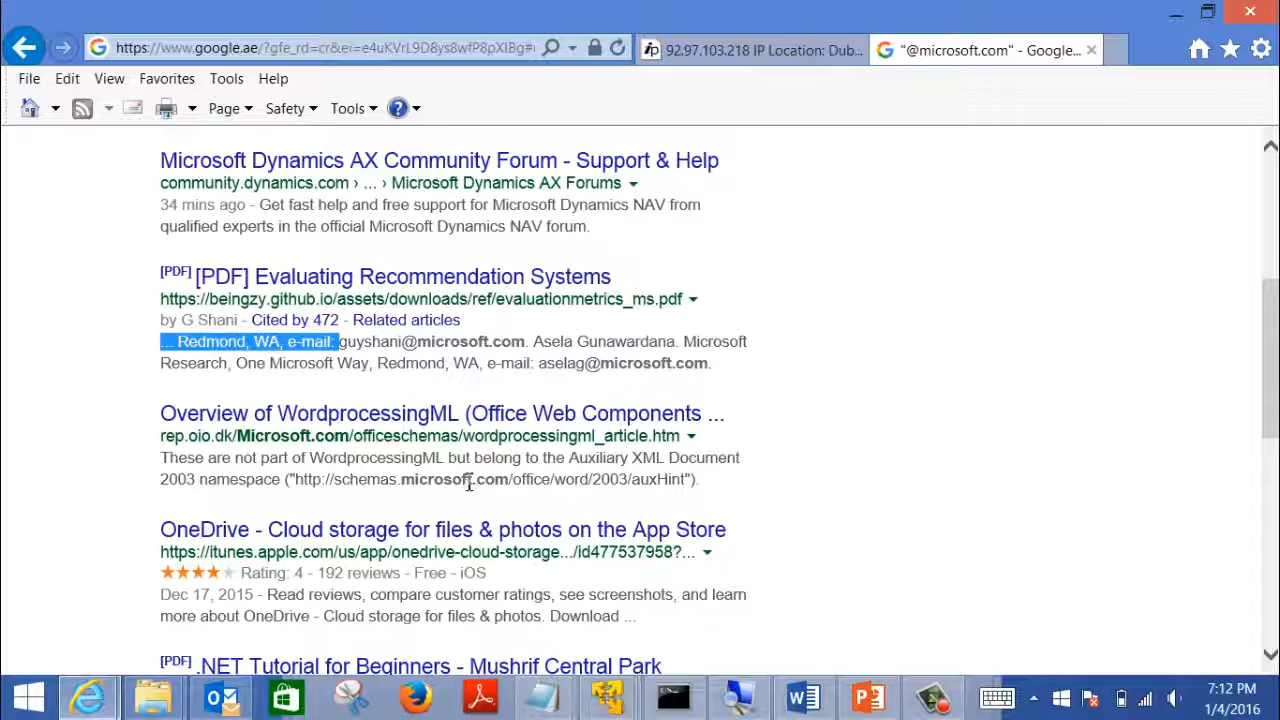 https://www.google.ae/?gfe_rd=cr&ei=e4uKVrL9D8ys8wfP8pXIBg#
92.97.103.218 IP Location: Dub...
"@microsoft.com" - Google...
File Edit View Favorites Tools Help
Page Safety Tools
Microsoft Dynamics AX Community Forum - Support & Help
community.dynamics.com › ... › Microsoft Dynamics AX Forums
34 mins ago - Get fast help and free support for Microsoft Dynamics NAV from
qualified experts in the official Microsoft Dynamics NAV forum.
[PDF] [PDF] Evaluating Recommendation Systems
https://beingzy.github.io/assets/downloads/ref/evaluationmetrics_ms.pdf
by G Shani - Cited by 472 - Related articles
... Redmond, WA, e-mail: guyshani@microsoft.com. Asela Gunawardana. Microsoft
Research, One Microsoft Way, Redmond, WA, e-mail: aselag@microsoft.com.
Overview of WordprocessingML (Office Web Components ...
rep.oio.dk/Microsoft.com/officeschemas/wordprocessingml_article.htm
These are not part of WordprocessingML but belong to the Auxiliary XML Document
2003 namespace ("http://schemas.microsoft.com/office/word/2003/auxHint").
OneDrive - Cloud storage for files & photos on the App Store
https://itunes.apple.com/us/app/onedrive-cloud-storage.../id477537958?...
Rating: 4 - 192 reviews - Free - iOS
Dec 17, 2015 - Read reviews, compare customer ratings, see screenshots, and learn
more about OneDrive - Cloud storage for files & photos. Download ...
[PDF] .NET Tutorial for Beginners - Mushrif Central Park
7:12 PM
1/4/2016